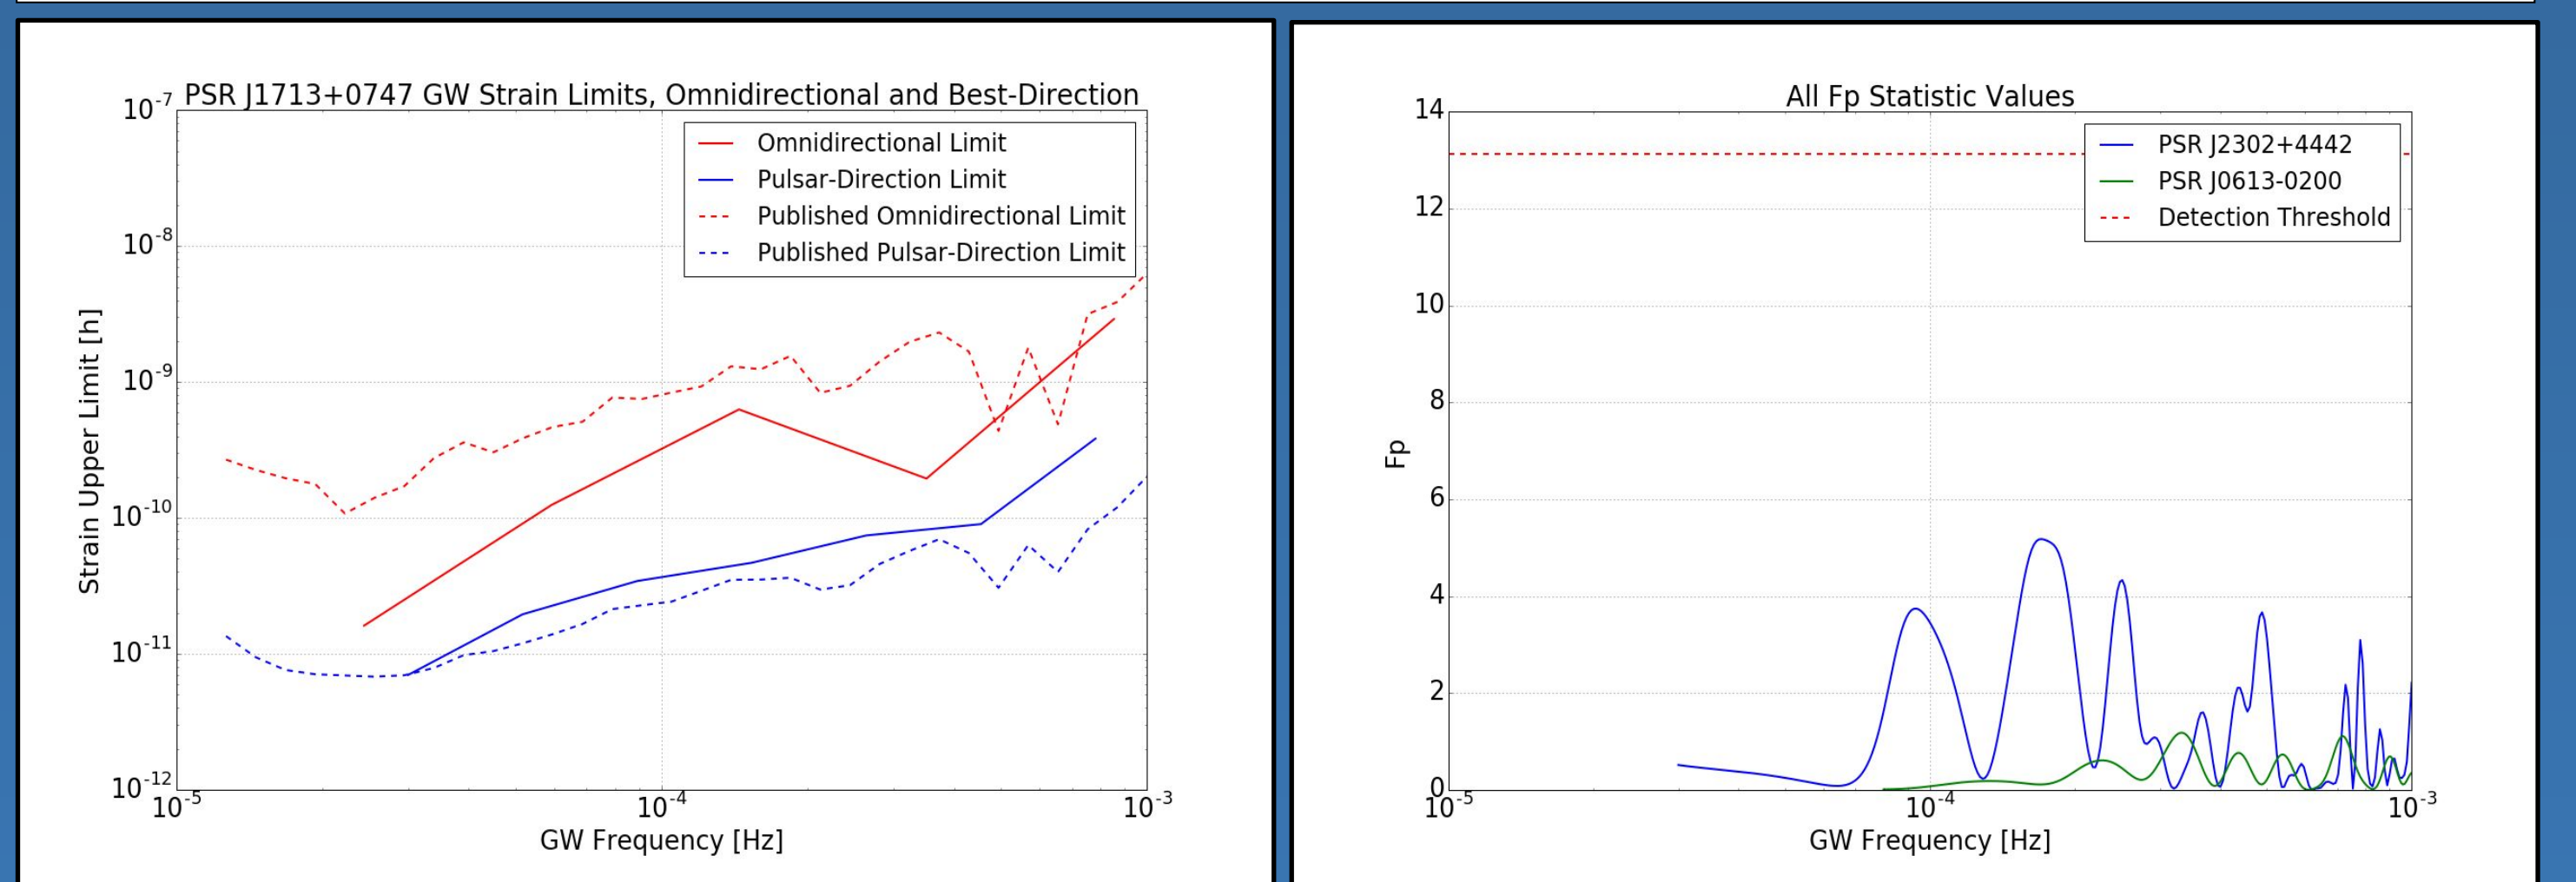 PSR J1713+0747 GW Strain Limits, Omnidirectional and Best-Direction
10-7
10-8
10-9
10-10
10-11
10-12
Strain Upper Limit [h]
Omnidirectional Limit
Pulsar-Direction Limit
Published Omnidirectional Limit
Published Pulsar-Direction Limit
10-5 10-4 10-3
GW Frequency [Hz]
All Fp Statistic Values
14
12
10
8
6
4
2
0
Fp
PSR J2302+4442
PSR J0613-0200
Detection Threshold
10-5 10-4 10-3
GW Frequency [Hz]